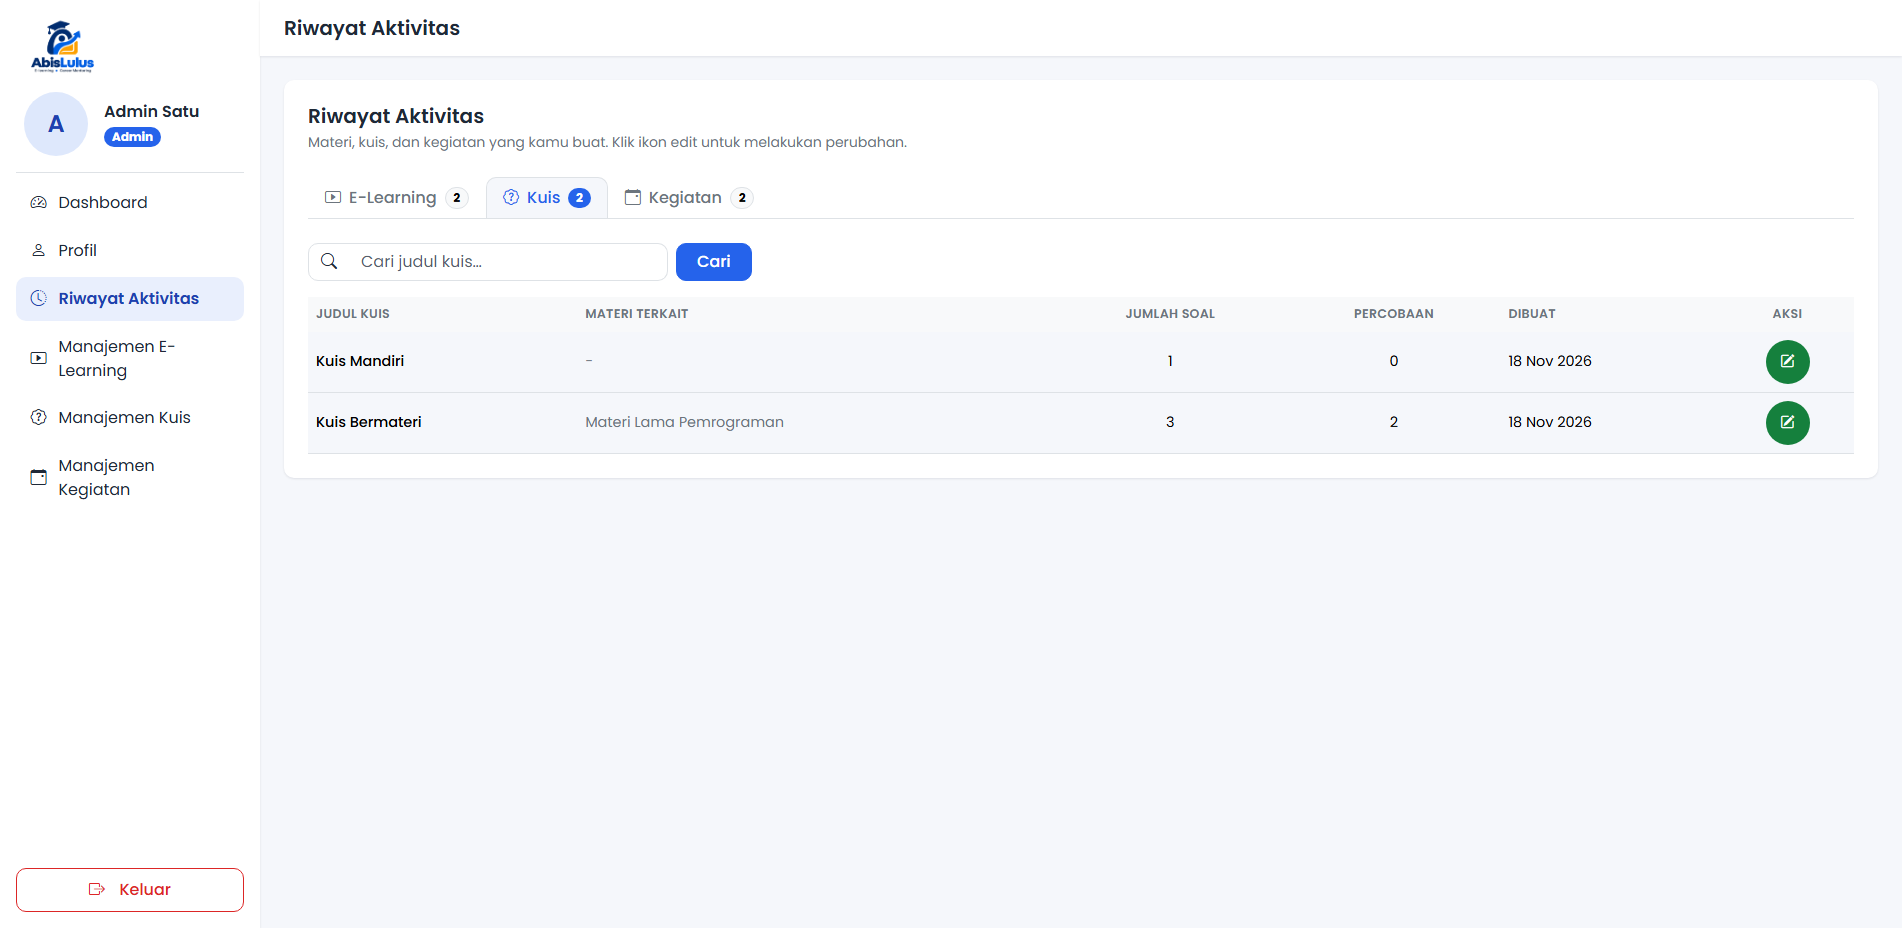 Riwayat Aktivitas
AbisLulus
A
Admin Satu
Admin
Dashboard
Profil
Riwayat Aktivitas
Manajemen E-
Learning
Manajemen Kuis
Manajemen
Kegiatan
Keluar
Riwayat Aktivitas
Materi, kuis, dan kegiatan yang kamu buat. Klik ikon edit untuk melakukan perubahan.
E-Learning 2 Kuis 2 Kegiatan 2
Cari judul kuis... Cari
JUDUL KUIS MATERI TERKAIT JUMLAH SOAL PERCOBAAN DIBUAT AKSI
Kuis Mandiri - 1 0 18 Nov 2026
Kuis Bermateri Materi Lama Pemrograman 3 2 18 Nov 2026